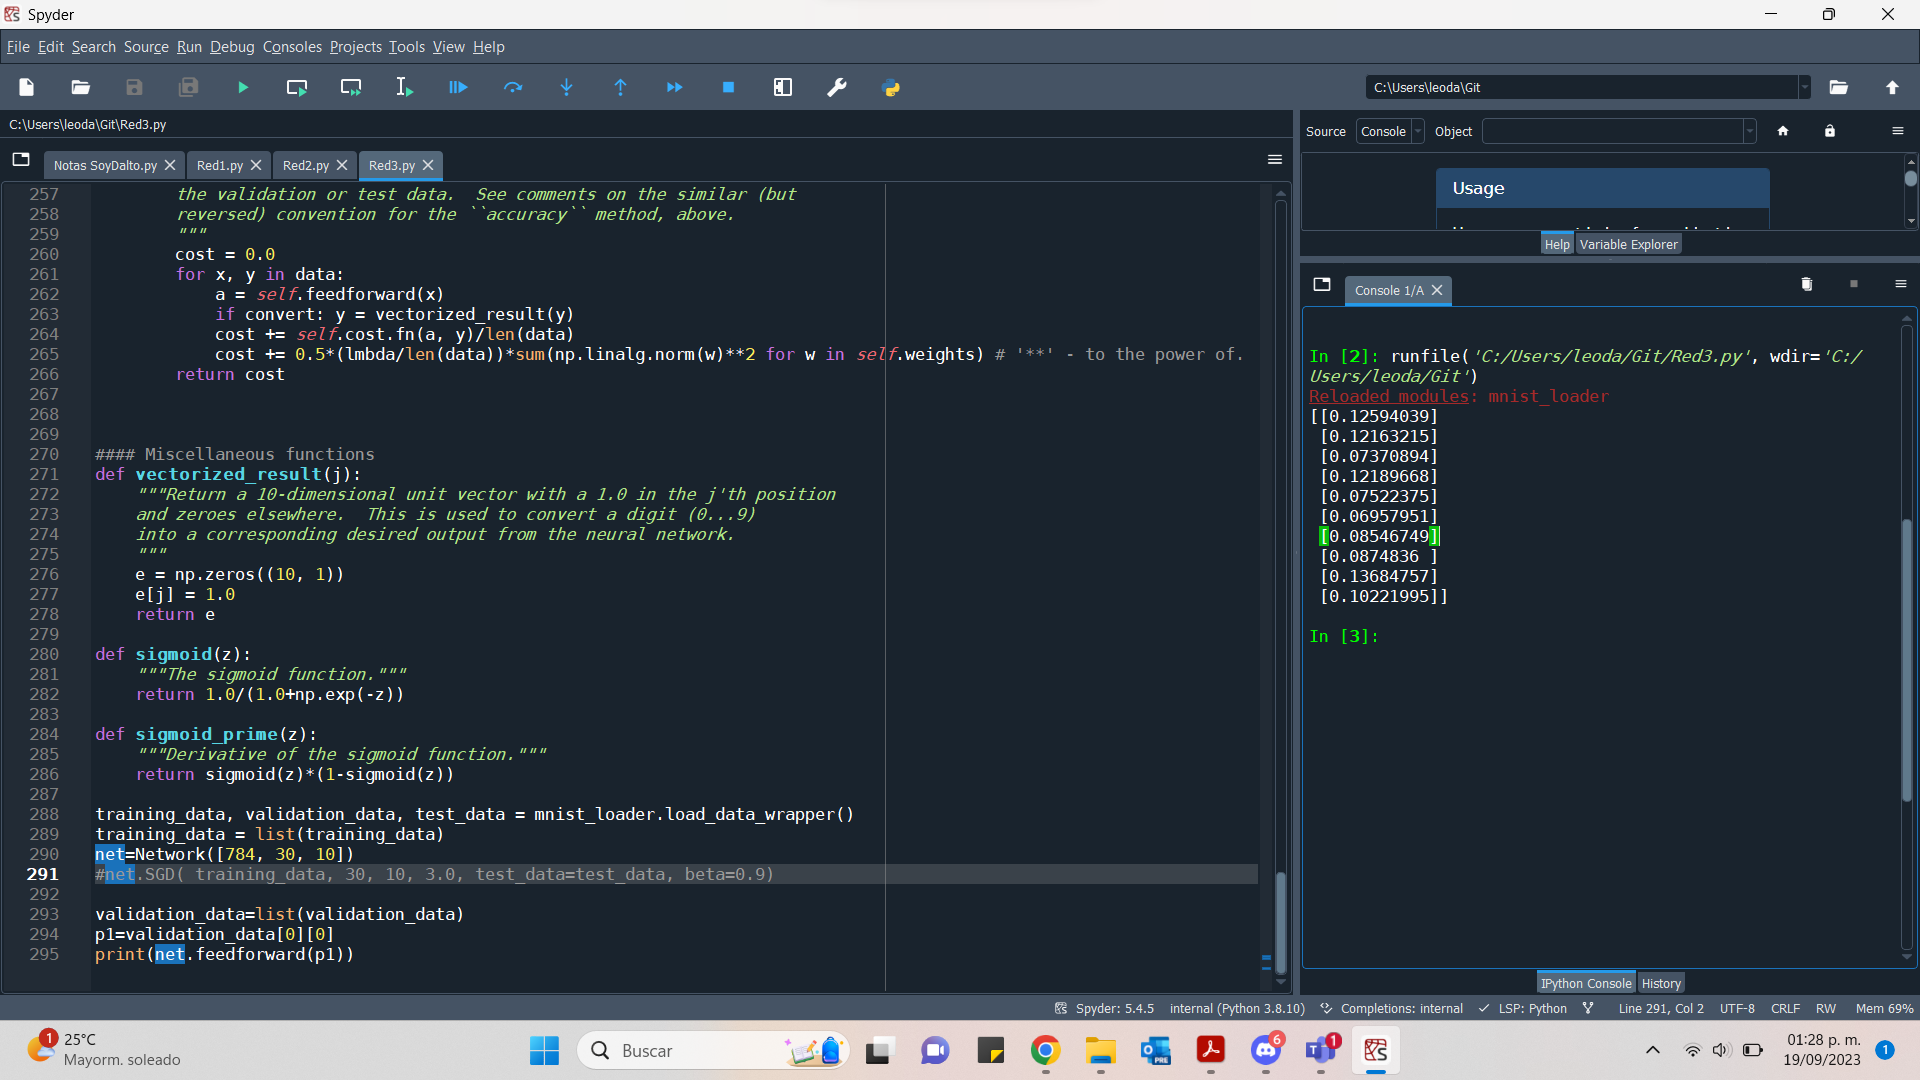 Spyder
File Edit Search Source Run Debug Consoles Projects Tools View Help
C:\Users\leoda\Git
C:\Users\leoda\Git\Red3.py
Notas SoyDalto.py
Red1.py
Red2.py
Red3.py
257 the validation or test data.  See comments on the similar (but
258 reversed) convention for the ``accuracy`` method, above.
259 """
260 cost = 0.0
261 for x, y in data:
262 a = self.feedforward(x)
263 if convert: y = vectorized_result(y)
264 cost += self.cost.fn(a, y)/len(data)
265 cost += 0.5*(lmbda/len(data))*sum(np.linalg.norm(w)**2 for w in self.weights) # '**' - to the power of.
266 return cost
267
268
269
270 #### Miscellaneous functions
271 def vectorized_result(j):
272 """Return a 10-dimensional unit vector with a 1.0 in the j'th position
273 and zeroes elsewhere.  This is used to convert a digit (0...9)
274 into a corresponding desired output from the neural network.
275 """
276 e = np.zeros((10, 1))
277 e[j] = 1.0
278 return e
279
280 def sigmoid(z):
281 """The sigmoid function."""
282 return 1.0/(1.0+np.exp(-z))
283
284 def sigmoid_prime(z):
285 """Derivative of the sigmoid function."""
286 return sigmoid(z)*(1-sigmoid(z))
287
288 training_data, validation_data, test_data = mnist_loader.load_data_wrapper()
289 training_data = list(training_data)
290 net=Network([784, 30, 10])
291 #net.SGD( training_data, 30, 10, 3.0, test_data=test_data, beta=0.9)
292
293 validation_data=list(validation_data)
294 p1=validation_data[0][0]
295 print(net.feedforward(p1))
Source Console Object
Usage
Help Variable Explorer
Console 1/A
In [2]: runfile('C:/Users/leoda/Git/Red3.py', wdir='C:/
Users/leoda/Git')
Reloaded modules: mnist_loader
[[0.12594039]
[0.12163215]
[0.07370894]
[0.12189668]
[0.07522375]
[0.06957951]
[0.08546749]
[0.0874836 ]
[0.13684757]
[0.10221995]]
In [3]:
IPython Console History
Spyder: 5.4.5 internal (Python 3.8.10) Completions: internal LSP: Python Line 291, Col 2 UTF-8 CRLF RW Mem 69%
1
25°C
Mayorm. soleado
Buscar
PRE
6
1
01:28 p. m.
19/09/2023
1